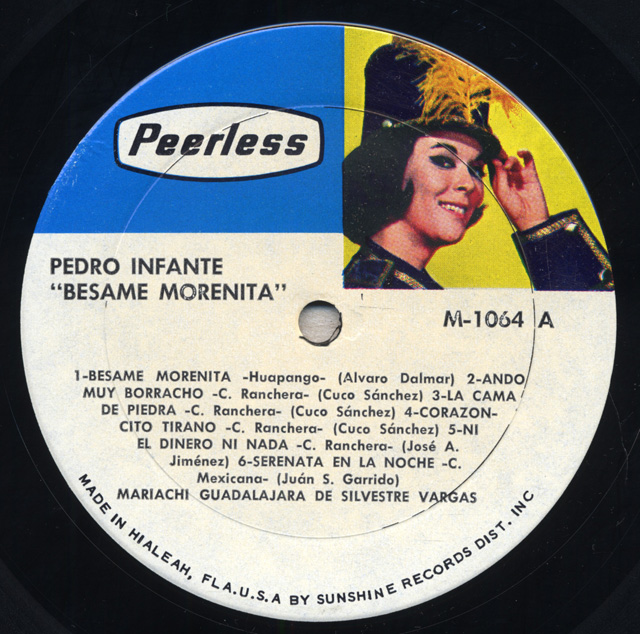 Peerless
PEDRO INFANTE
"BESAME MORENITA"
M-1064 A
1-BESAME MORENITA -Huapango- (Alvaro Dalmar) 2-ANDO
MUY BORRACHO -C. Ranchera- (Cuco Sánchez) 3-LA CAMA
DE PIEDRA -C. Ranchera- (Cuco Sánchez) 4-CORAZON-
CITO TIRANO -C. Ranchera- (Cuco Sánchez) 5-NI
EL DINERO NI NADA -C. Ranchera- (José A.
Jiménez) 6-SERENATA EN LA NOCHE -C.
Mexicana- (Juán S. Garrido)
MARIACHI GUADALAJARA DE SILVESTRE VARGAS
MADE IN HIALEAH, FLA.U.S.A BY SUNSHINE RECORDS DIST. INC